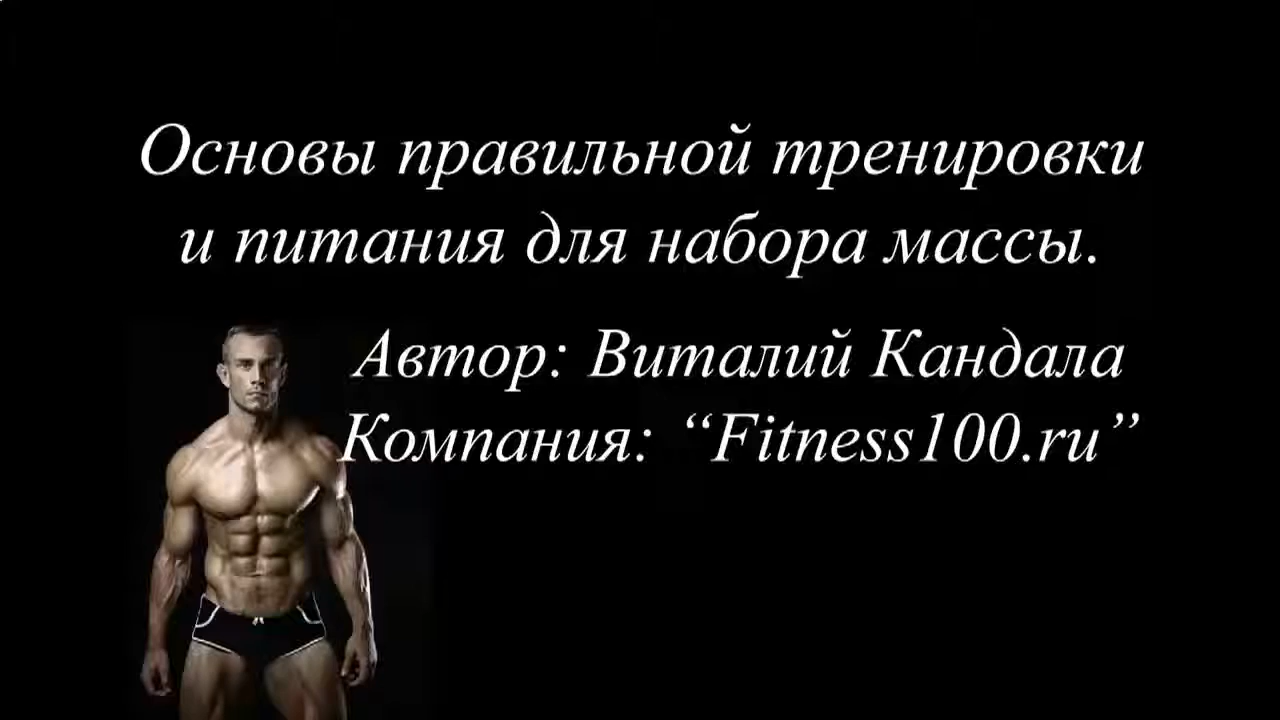 Основы правильной тренировки
и питания для набора массы.
Автор: Виталий Кандала
Компания: “Fitness100.ru”